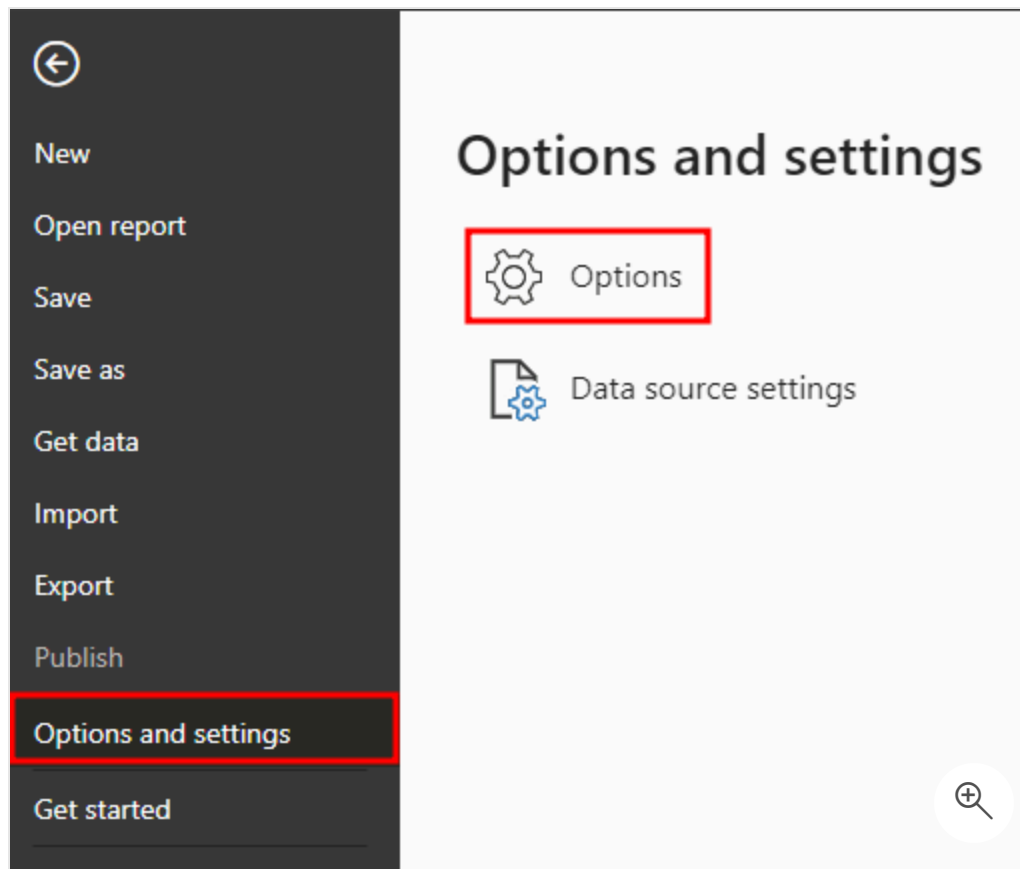 New
Open report
Save
Save as
Get data
Import
Export
Publish
Options and settings
Get started
Options and settings
Options
Data source settings